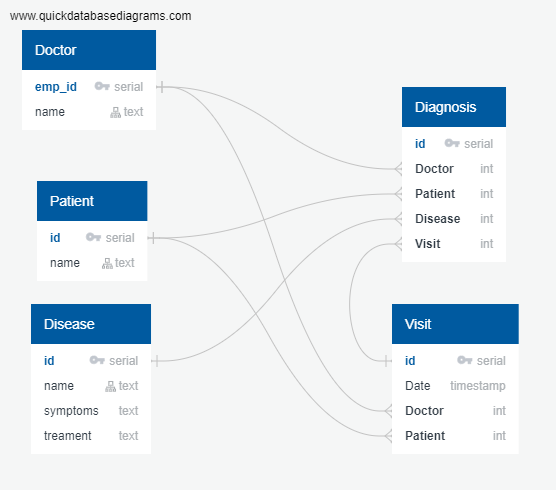 www.quickdatabasediagrams.com
Doctor
emp_id serial
name text
Patient
id serial
name text
Disease
id serial
name text
symptoms text
treament text
Diagnosis
id serial
Doctor int
Patient int
Disease int
Visit int
Visit
id serial
Date timestamp
Doctor int
Patient int